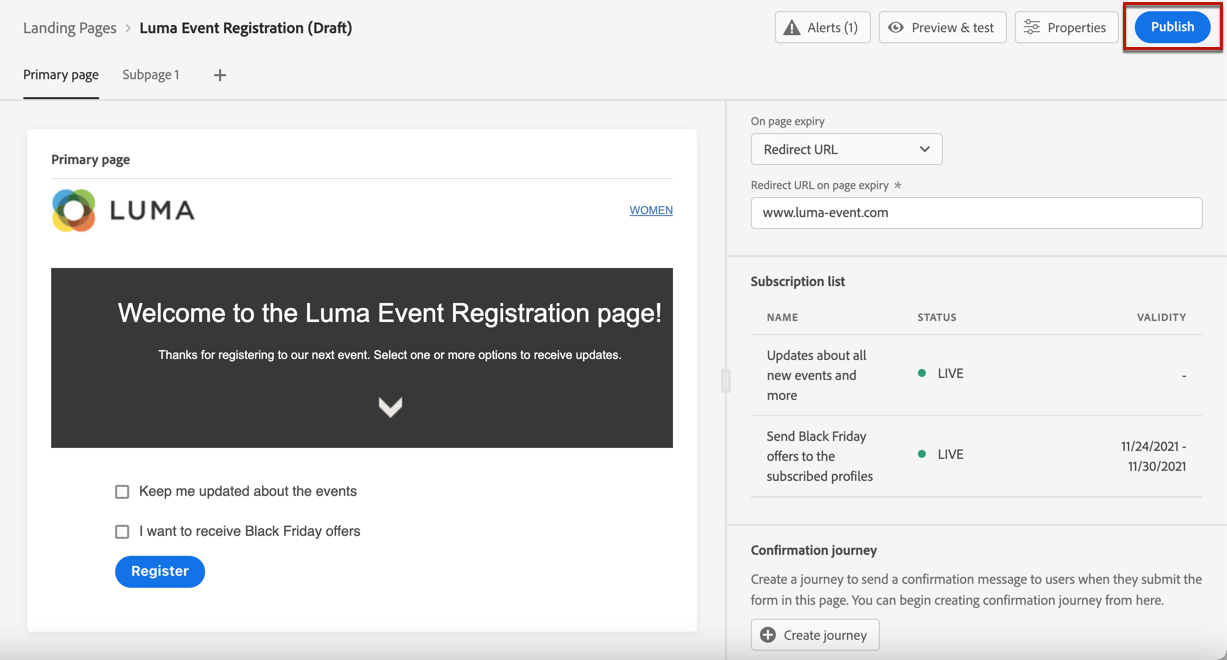 Landing Pages > Luma Event Registration (Draft)
Alerts (1)
Preview & test
Properties
Publish
Primary page
Subpage 1
+
Primary page
LUMA
WOMEN
Welcome to the Luma Event Registration page!
Thanks for registering to our next event. Select one or more options to receive updates.
Keep me updated about the events
I want to receive Black Friday offers
Register
On page expiry
Redirect URL
Redirect URL on page expiry *
www.luma-event.com
Subscription list
NAME STATUS VALIDITY
Updates about all
new events and
more
LIVE
-
Send Black Friday
offers to the
subscribed profiles
LIVE
11/24/2021 -
11/30/2021
Confirmation journey
Create a journey to send a confirmation message to users when they submit the
form in this page. You can begin creating confirmation journey from here.
Create journey